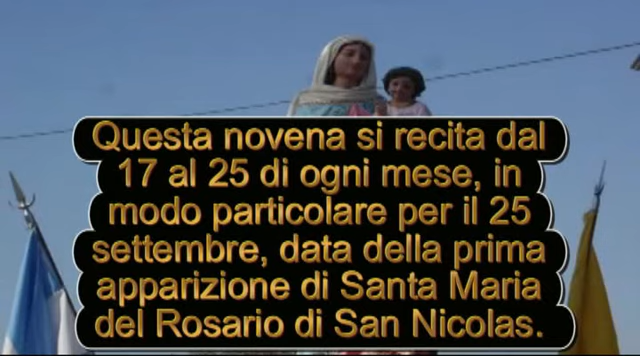 Questa novena si recita dal
17 al 25 di ogni mese, in
modo particolare per il 25
settembre, data della prima
apparizione di Santa Maria
del Rosario di San Nicolas.